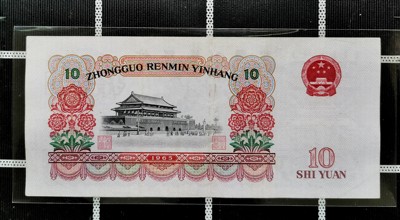 10 ZHONGGUO RENMIN YINHANG 10
1965
10
SHI YUAN